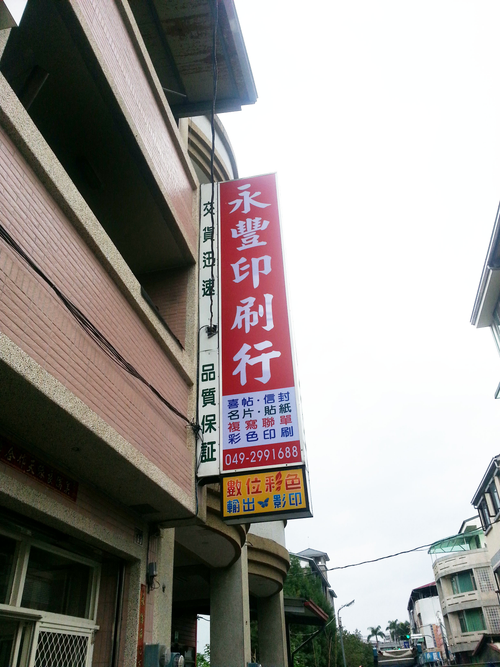 永豐印刷行
交貨迅速
品質保証
喜帖·信封
名片·貼紙
複寫聯單
彩色印刷
049-2991688
數位彩色
輸出 影印